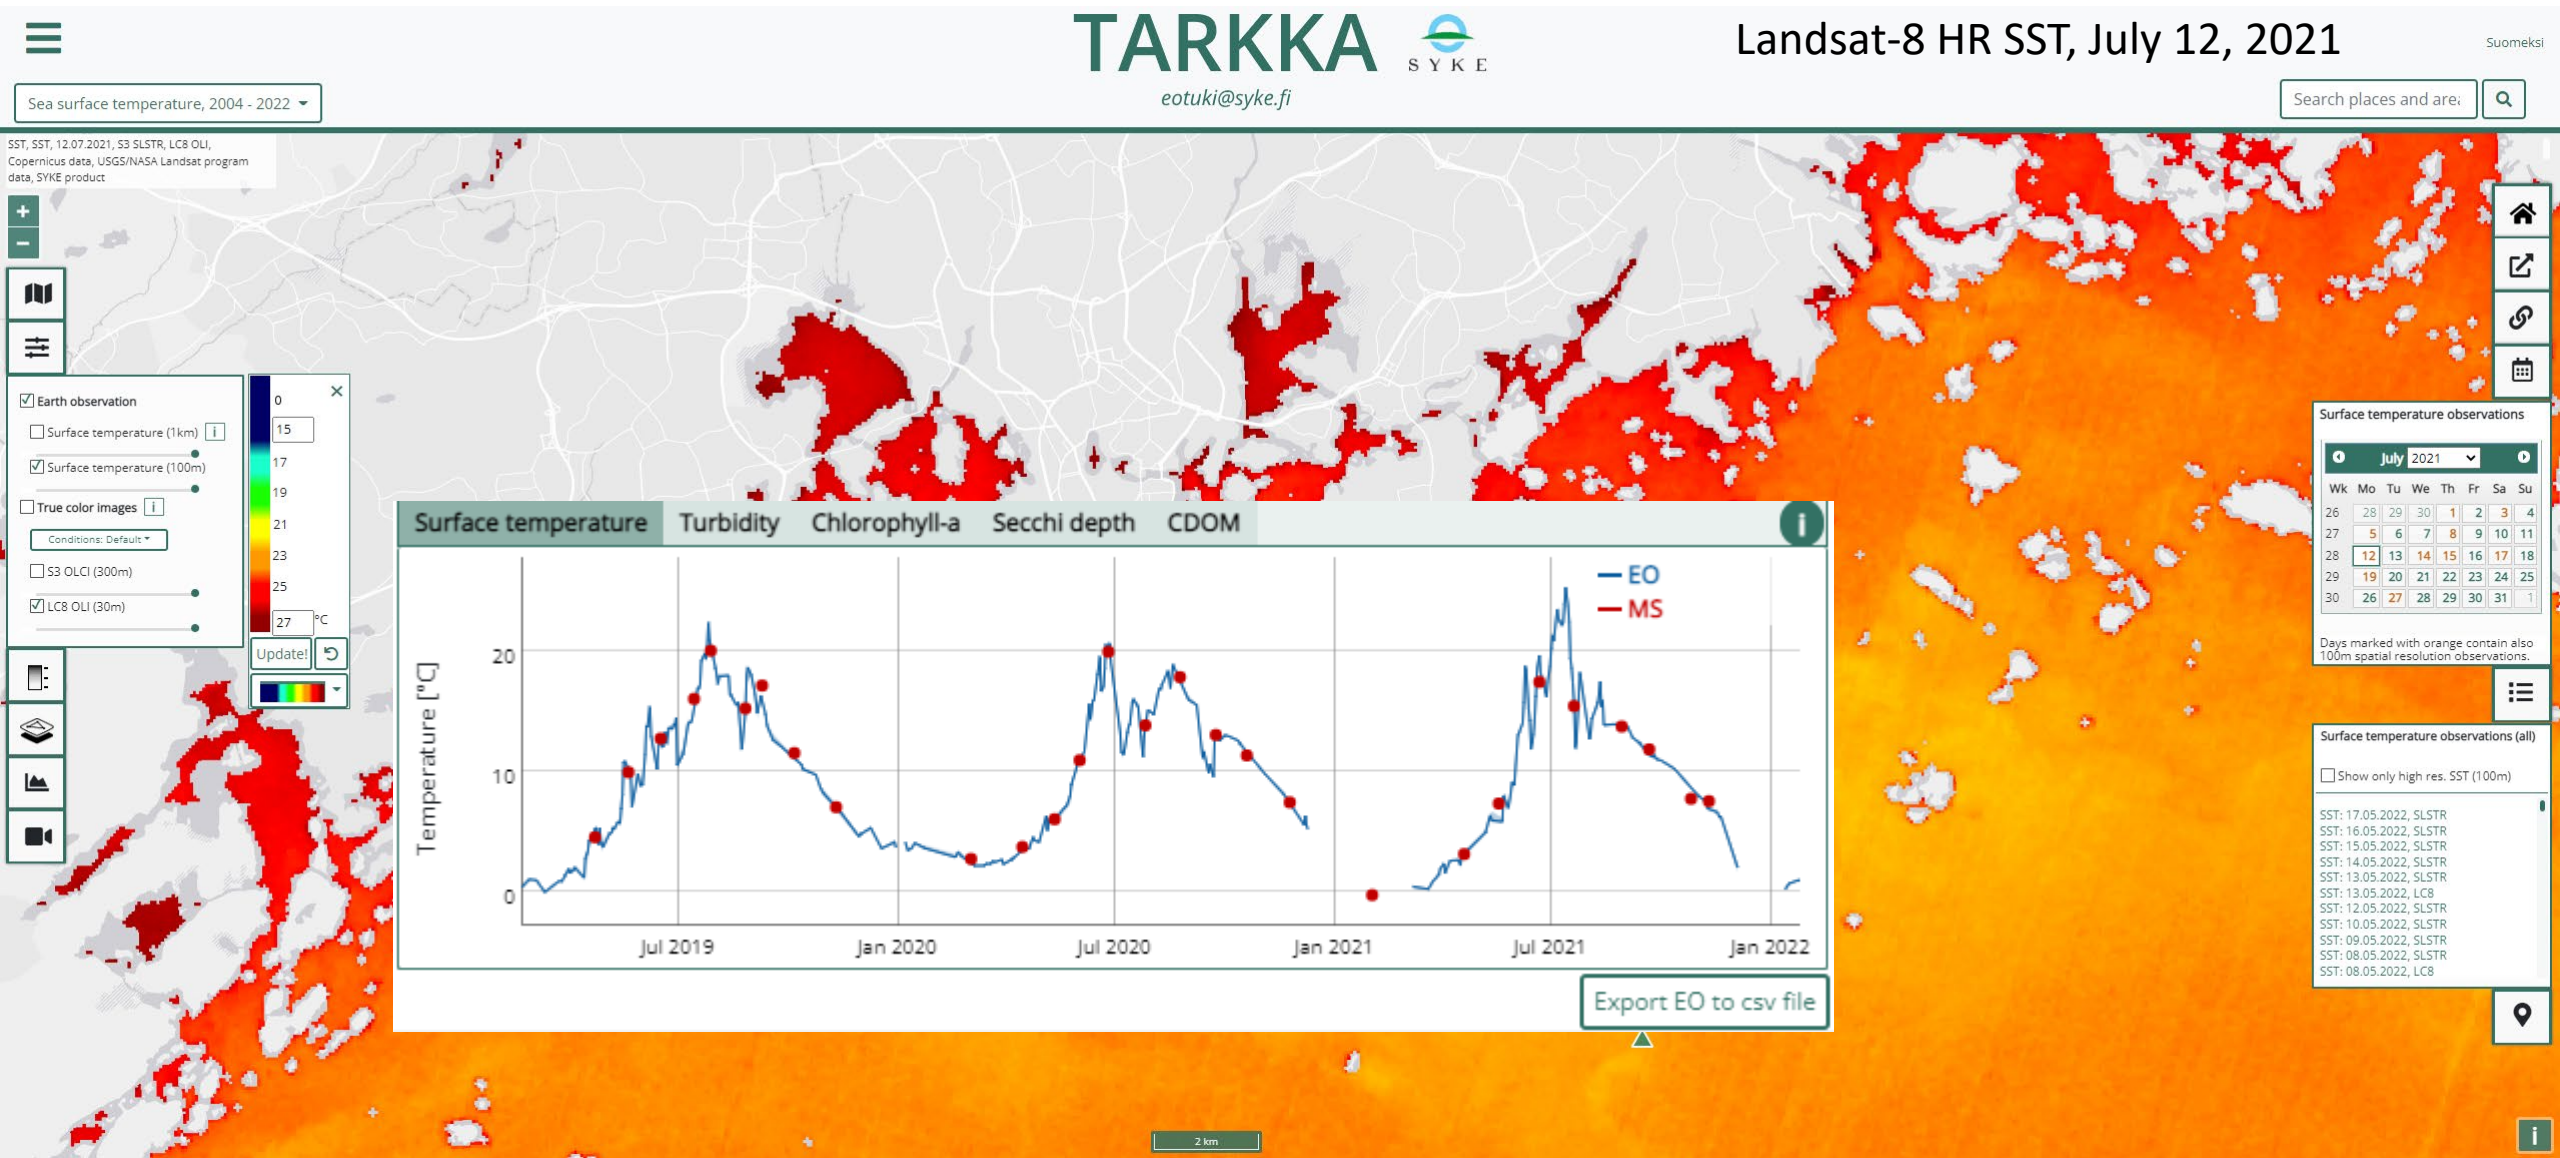 TARKKA
SYKE
Landsat-8 HR SST, July 12, 2021
Suomeksi
Sea surface temperature, 2004 - 2022
eotuki@syke.fi
SST, SST, 12.07.2021, S3 SLSTR, LC8 OLI,
Copernicus data, USGS/NASA Landsat program
data, SYKE product
+
−
Earth observation
Surface temperature (1km) i
Surface temperature (100m)
True color images i
Conditions: Default
S3 OLCI (300m)
LC8 OLI (30m)
0
15
17
19
21
23
25
27 °C
Update!
Surface temperature Turbidity Chlorophyll-a Secchi depth CDOM i
EO
MS
Temperature [°C]
20
10
0
Jul 2019 Jan 2020 Jul 2020 Jan 2021 Jul 2021 Jan 2022
Export EO to csv file
2 km
Surface temperature observations
July 2021
Wk Mo Tu We Th Fr Sa Su
26 28 29 30 1 2 3 4
27 5 6 7 8 9 10 11
28 12 13 14 15 16 17 18
29 19 20 21 22 23 24 25
30 26 27 28 29 30 31 1
Days marked with orange contain also
100m spatial resolution observations.
Surface temperature observations (all)
Show only high res. SST (100m)
SST: 17.05.2022, SLSTR
SST: 16.05.2022, SLSTR
SST: 15.05.2022, SLSTR
SST: 14.05.2022, SLSTR
SST: 13.05.2022, SLSTR
SST: 13.05.2022, LC8
SST: 12.05.2022, SLSTR
SST: 10.05.2022, SLSTR
SST: 09.05.2022, SLSTR
SST: 08.05.2022, SLSTR
SST: 08.05.2022, LC8
i